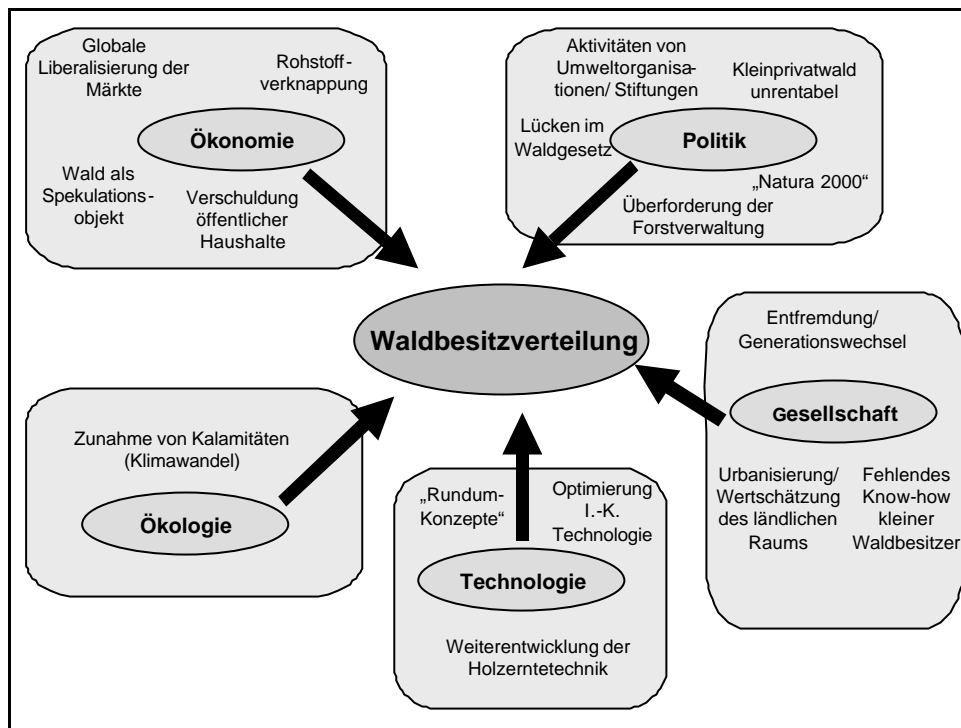 Globale
Liberalisierung der
Märkte
Rohstoff-
verknappung
Ökonomie
Wald als
Spekulations-
objekt
Verschuldung
öffentlicher
Haushalte
Aktivitäten von
Umweltorganisa-
tionen/ Stiftungen
Kleinprivatwald
unrentabel
Lücken im
Waldgesetz
Politik
„Natura 2000“
Überforderung der
Forstverwaltung
Waldbesitzverteilung
Entfremdung/
Generationswechsel
Gesellschaft
Urbanisierung/
Wertschätzung
des ländlichen
Raums
Fehlendes
Know-how
kleiner
Waldbesitzer
Zunahme von Kalamitäten
(Klimawandel)
Ökologie
„Rundum-
Konzepte“
Optimierung
I.-K.
Technologie
Technologie
Weiterentwicklung der
Holzerntetechnik